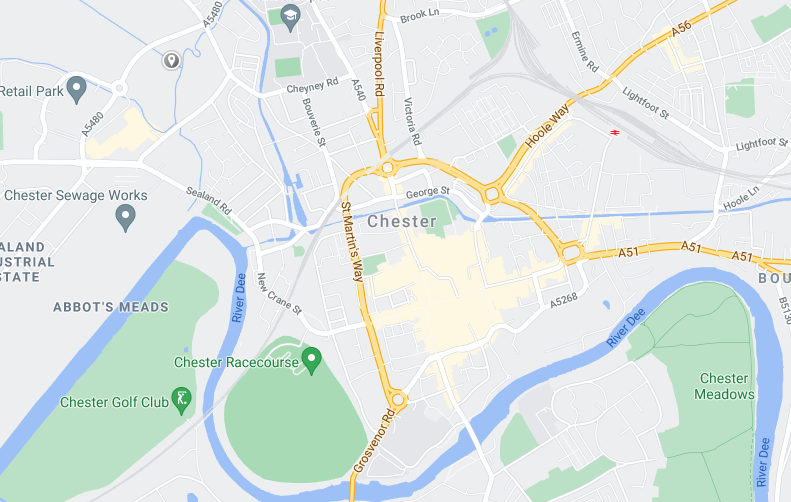 A5480
Brook Ln
A56
Liverpool Rd
Ermine Rd
Retail Park
Cheyney Rd
A540
Lightfoot St
A5480
Bouverie St
Victoria Rd
Hoole Way
Lightfoot St
Chester Sewage Works
Sealand Rd
George St
Hoole Ln
St Martin's Way
Chester
ALAND
USTRIAL
STATE
A51
A51
A51
River Dee
New Crane St
BOU
ABBOT'S MEADS
A5268
B5130
River Dee
Chester Racecourse
Chester
Meadows
Chester Golf Club
Grosvenor Rd
River Dee